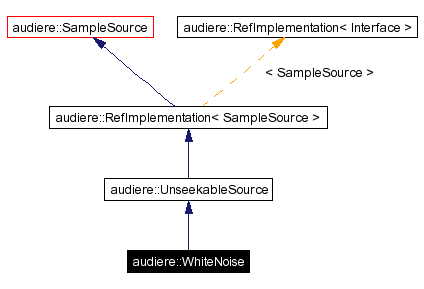 audiere::SampleSource
audiere::RefImplementation< Interface >
< SampleSource >
audiere::RefImplementation< SampleSource >
audiere::UnseekableSource
audiere::WhiteNoise